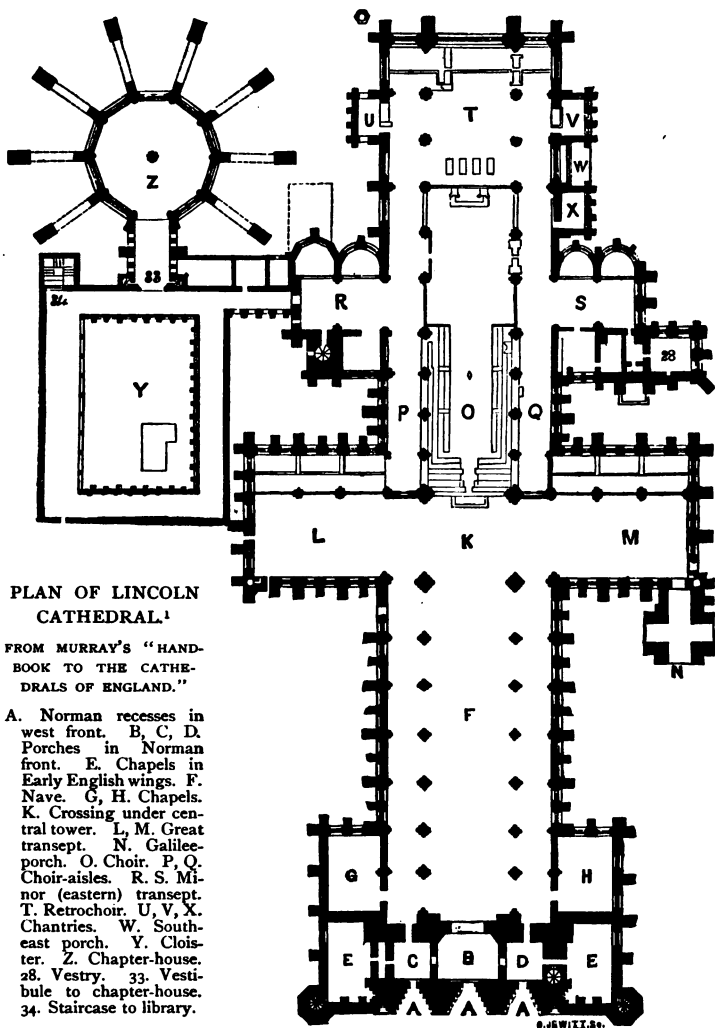 U
T
V
W
X
Z
33
34
R
S
28
Y
P
O
Q
L
K
M
N
F
G
H
E
C
B
D
E
A
A
A
O.JEWITT.Sc.
PLAN OF LINCOLN
CATHEDRAL.¹
FROM MURRAY'S "HAND-
BOOK TO THE CATHE-
DRALS OF ENGLAND."
A. Norman recesses in
west front. B, C, D.
Porches in Norman
front. E. Chapels in
Early English wings. F.
Nave. G, H. Chapels.
K. Crossing under cen-
tral tower. L, M. Great
transept. N. Galilee-
porch. O. Choir. P, Q.
Choir-aisles. R. S. Mi-
nor (eastern) transept.
T. Retrochoir. U, V, X.
Chantries. W. South-
east porch. Y. Clois-
ter. Z. Chapter-house.
28. Vestry. 33. Vesti-
bule to chapter-house.
34. Staircase to library.